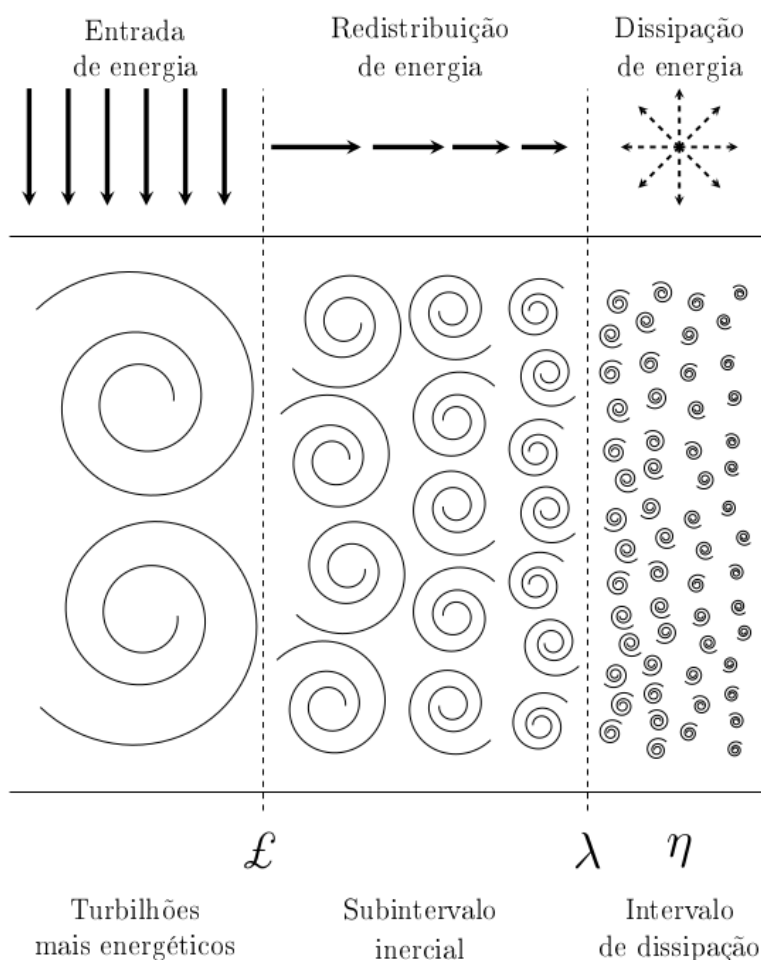 Entrada
de energia
Redistribuição
de energia
Dissipação
de energia
£
λ
η
Turbilhões
mais energéticos
Subintervalo
inercial
Intervalo
de dissipação